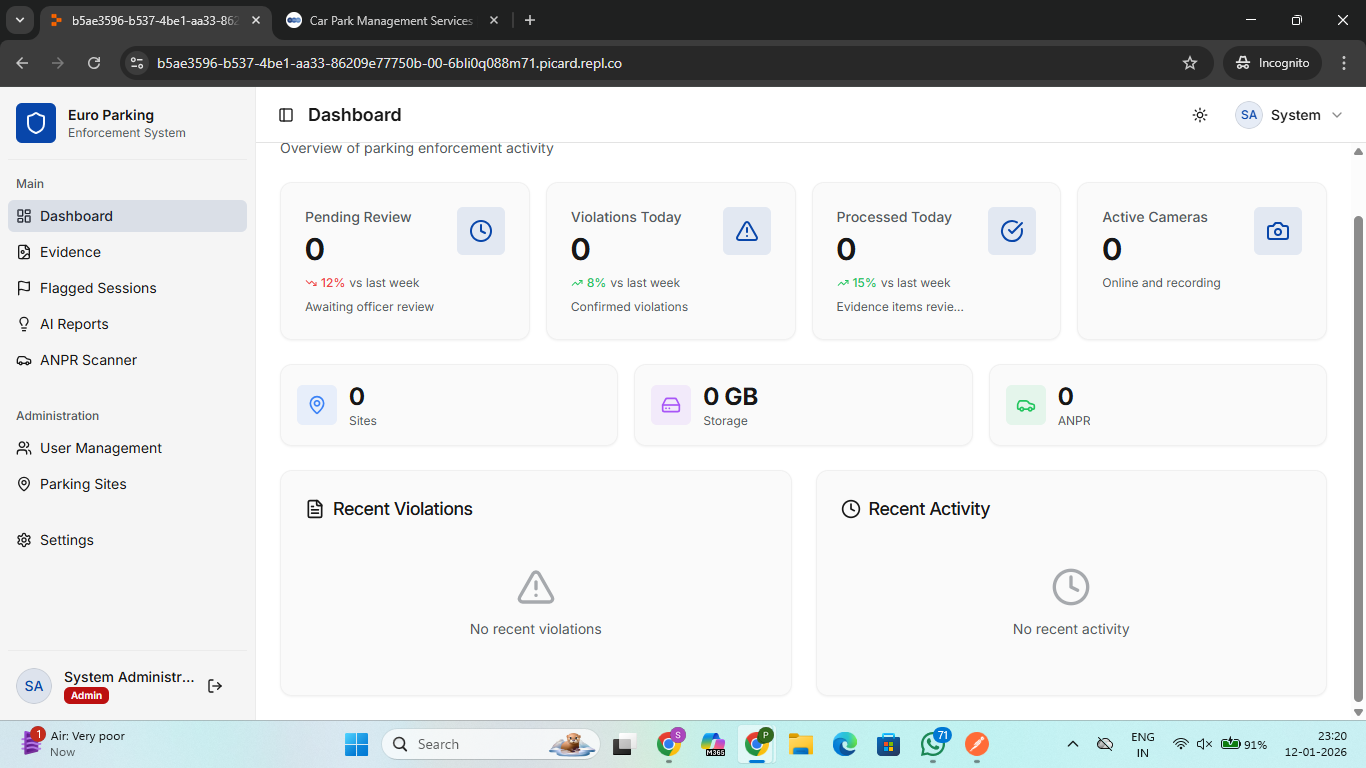 b5ae3596-b537-4be1-aa33-862
Car Park Management Services
b5ae3596-b537-4be1-aa33-86209e77750b-00-6bli0q088m71.picard.repl.co
Incognito
Euro Parking
Enforcement System
Main
Dashboard
Evidence
Flagged Sessions
AI Reports
ANPR Scanner
Administration
User Management
Parking Sites
Settings
SA
System Administr...
Admin
Dashboard
SA
System
Overview of parking enforcement activity
Pending Review
0
12% vs last week
Awaiting officer review
Violations Today
0
8% vs last week
Confirmed violations
Processed Today
0
15% vs last week
Evidence items revie...
Active Cameras
0
Online and recording
0
Sites
0 GB
Storage
0
ANPR
Recent Violations
No recent violations
Recent Activity
No recent activity
1
Air: Very poor
Now
Search
S
M365
P
71
ENG
IN
91%
23:20
12-01-2026